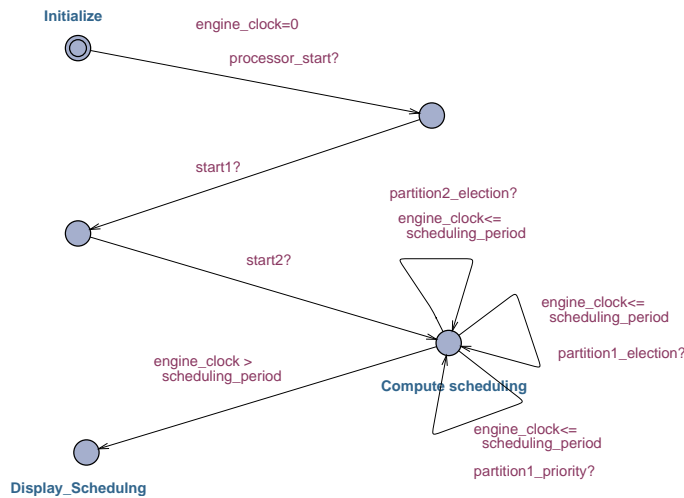 Initialize
engine_clock=0
processor_start?
start1?
partition2_election?
engine_clock<=
scheduling_period
start2?
engine_clock<=
scheduling_period
partition1_election?
engine_clock >
scheduling_period
Compute scheduling
engine_clock<=
scheduling_period
partition1_priority?
Display_Schedulng